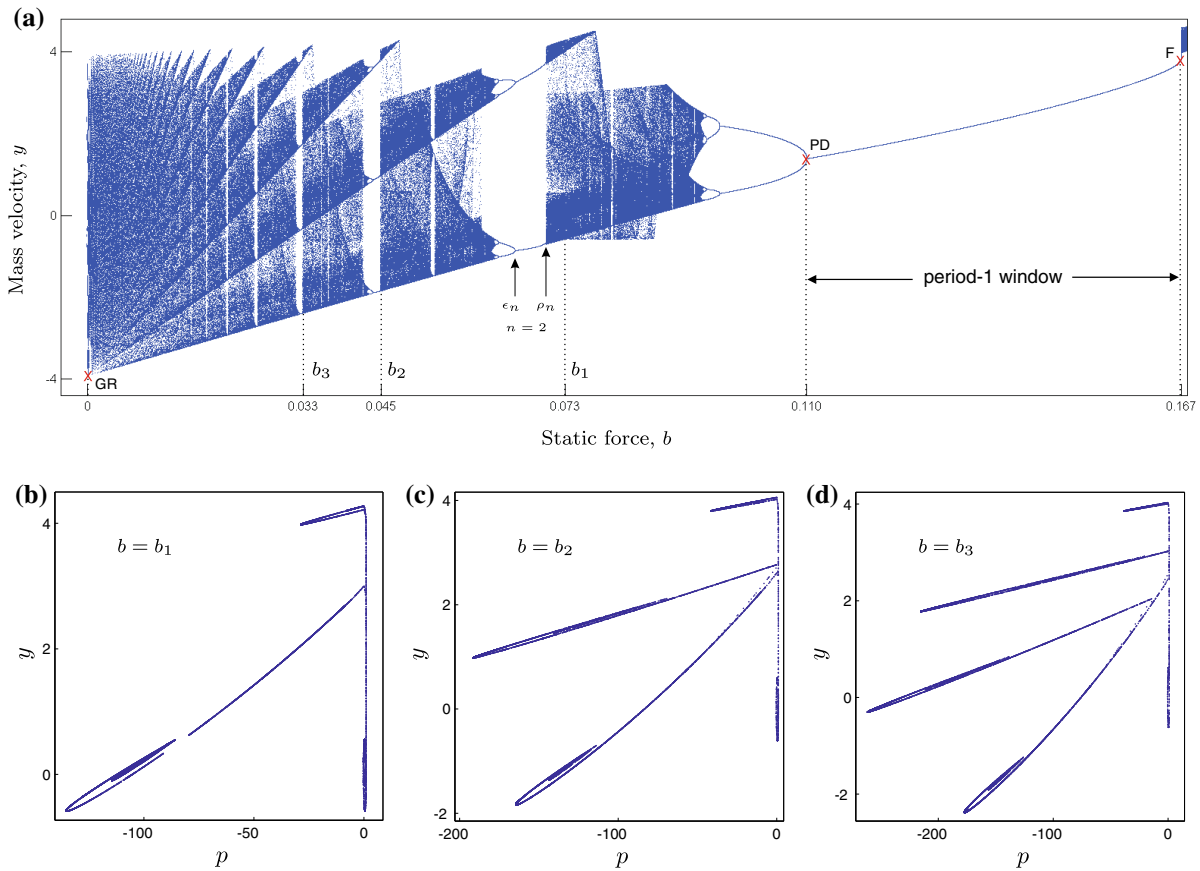 (a)
Mass velocity, y
4
0
-4
F
PD
period-1 window
ϵn ρn
n = 2
b3 b2 b1
GR
0 0.033 0.045 0.073 0.110 0.167
Static force, b
(b)
b = b1
y
4
2
0
-100 -50 0
p
(c)
b = b2
y
4
2
0
-2
-200 -100 0
p
(d)
b = b3
y
4
2
0
-2
-200 -100 0
p